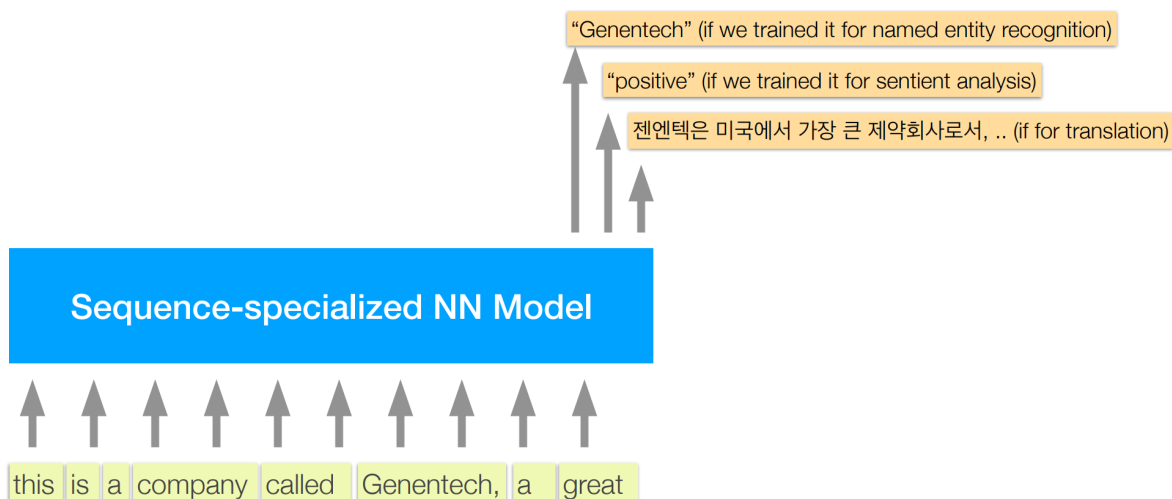 “Genentech” (if we trained it for named entity recognition)
“positive” (if we trained it for sentient analysis)
젠엔텍은 미국에서 가장 큰 제약회사로서, .. (if for translation)
Sequence-specialized NN Model
this is a company called Genentech, a great